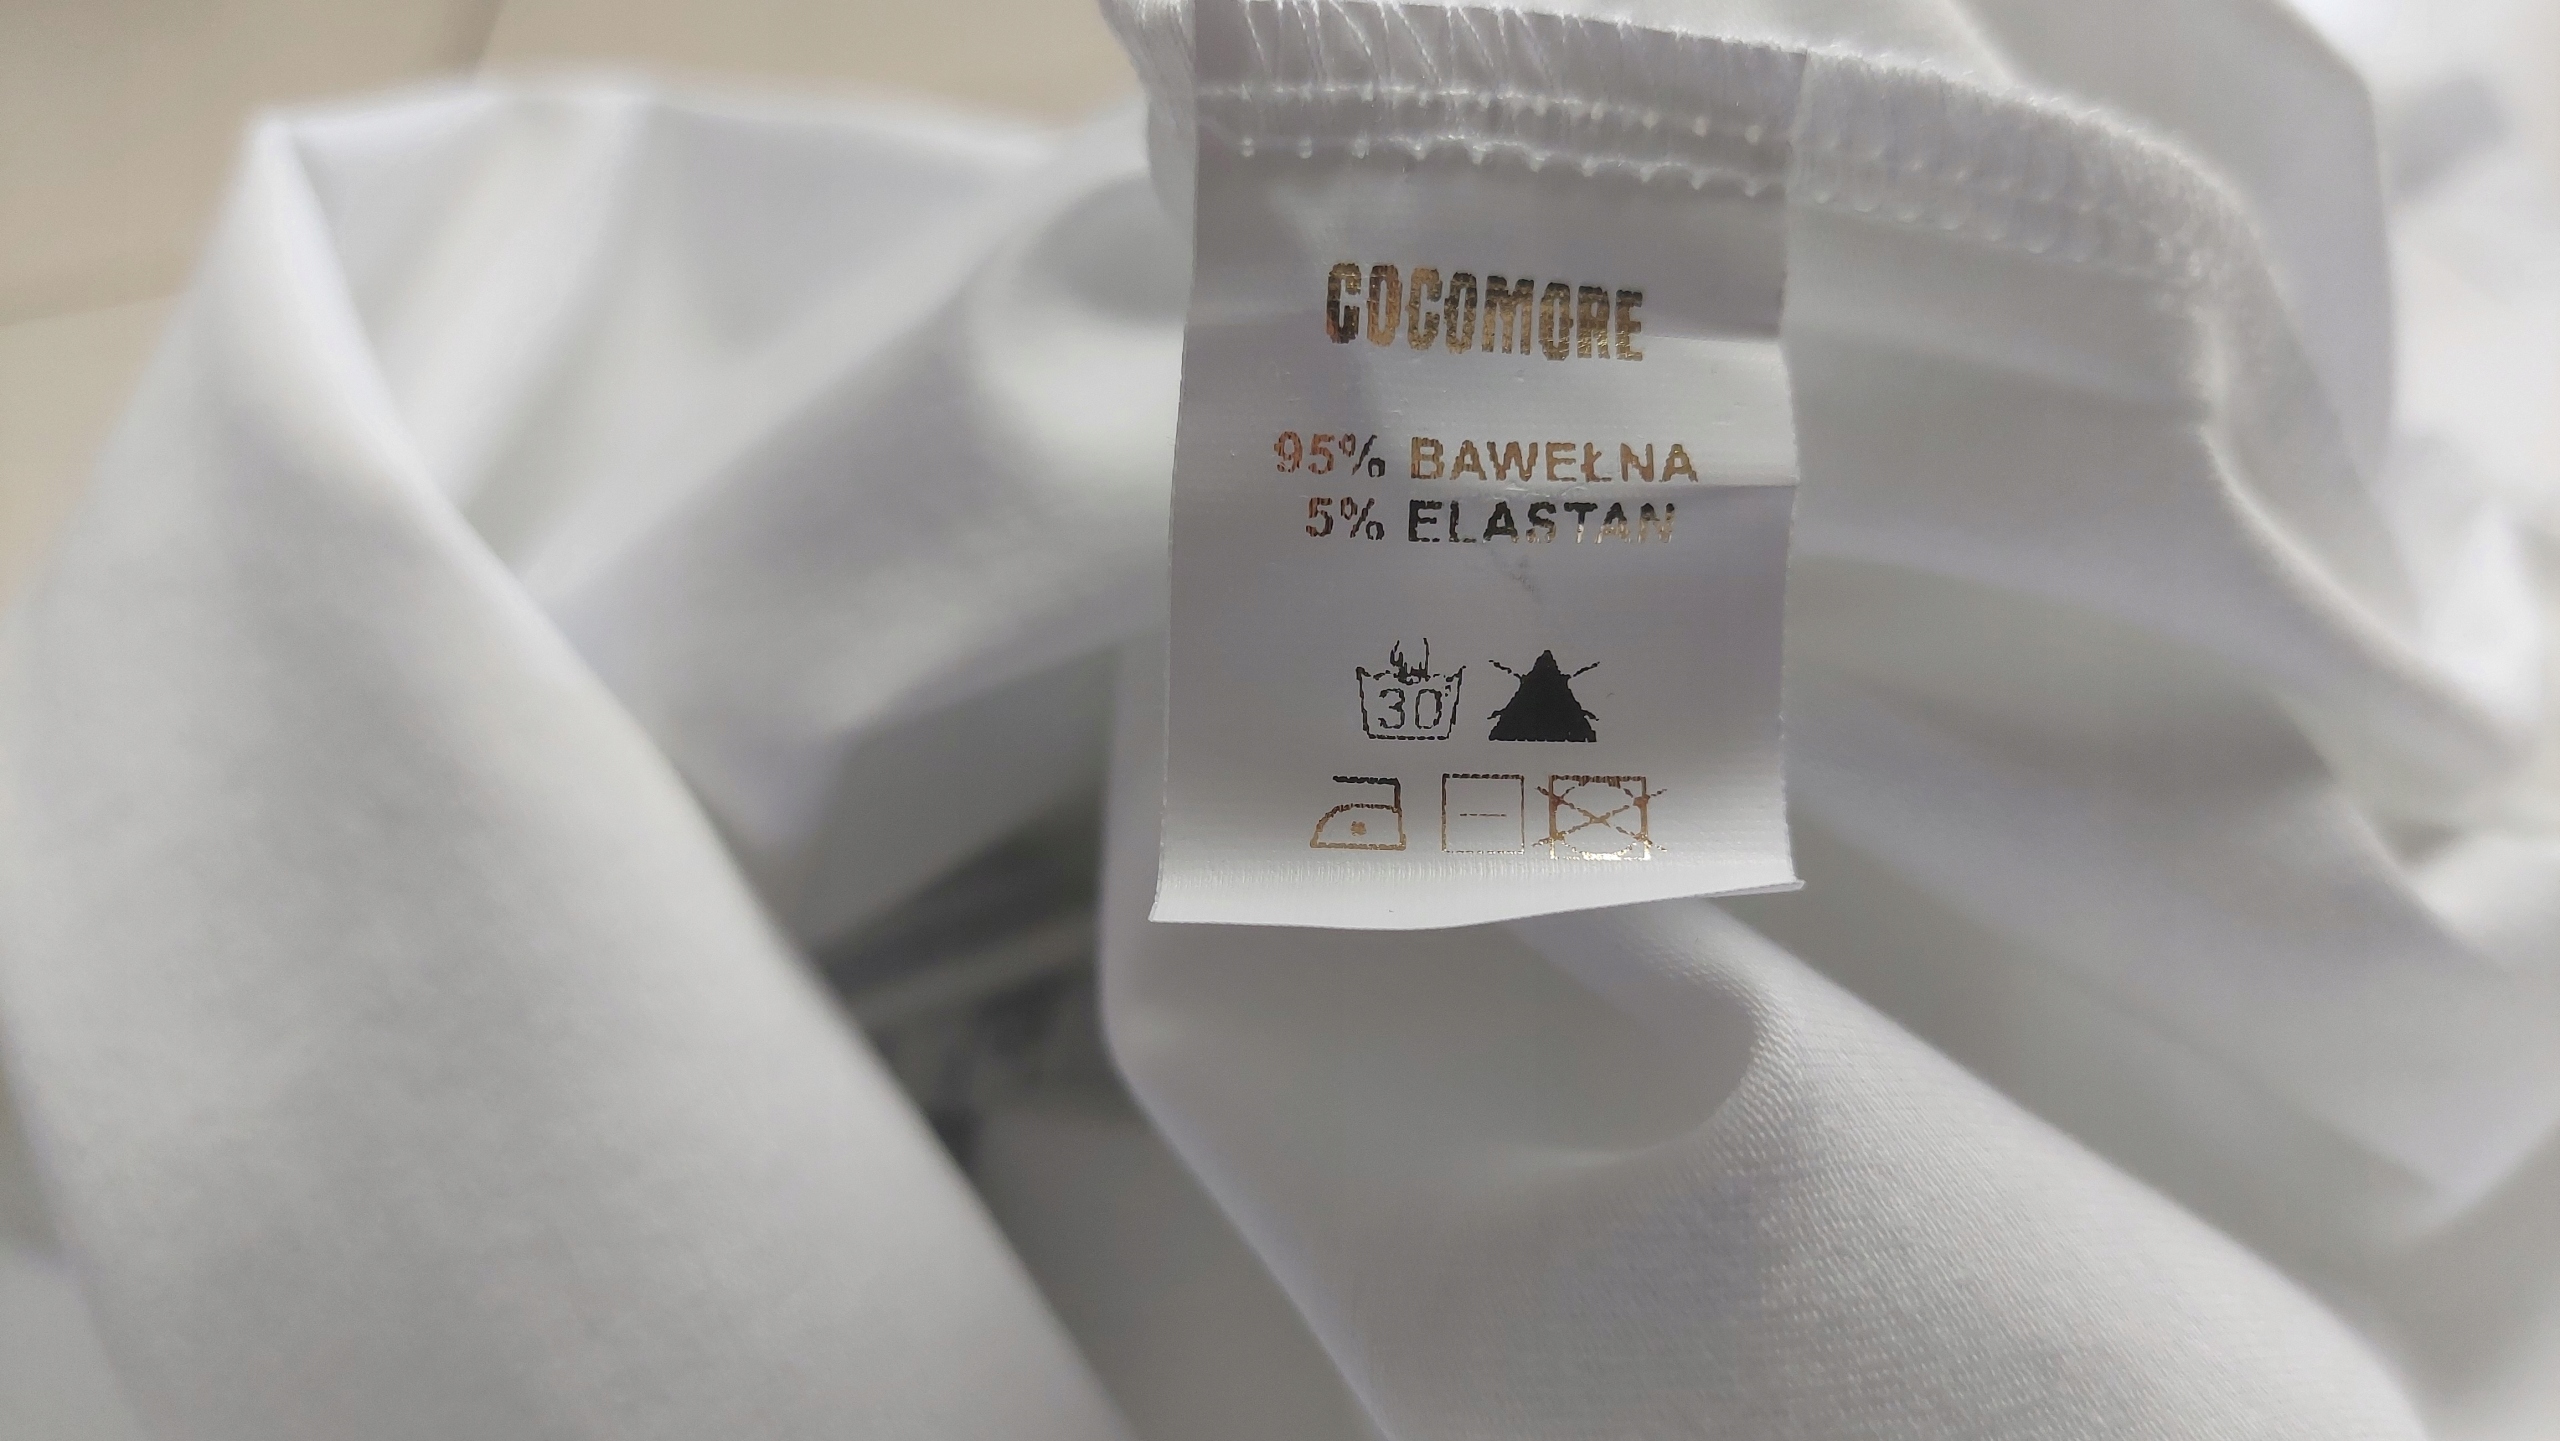 COCOMORE
95% BAWEŁNA
5% ELASTAN
30